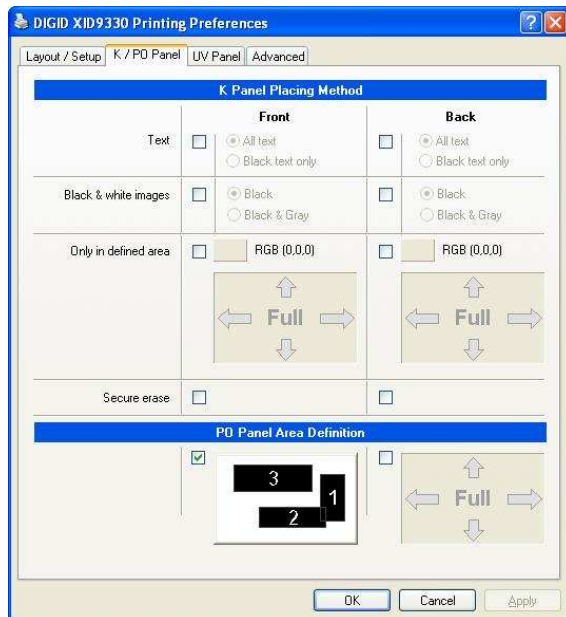 DIGID XID9330 Printing Preferences
Layout / Setup K / PO Panel UV Panel Advanced
K Panel Placing Method
Front Back
Text All text All text
Black text only Black text only
Black & white images Black Black
Black & Gray Black & Gray
Only in defined area RGB (0,0,0) RGB (0,0,0)
Full Full
Secure erase
PO Panel Area Definition
3
1
2
Full
OK Cancel Apply